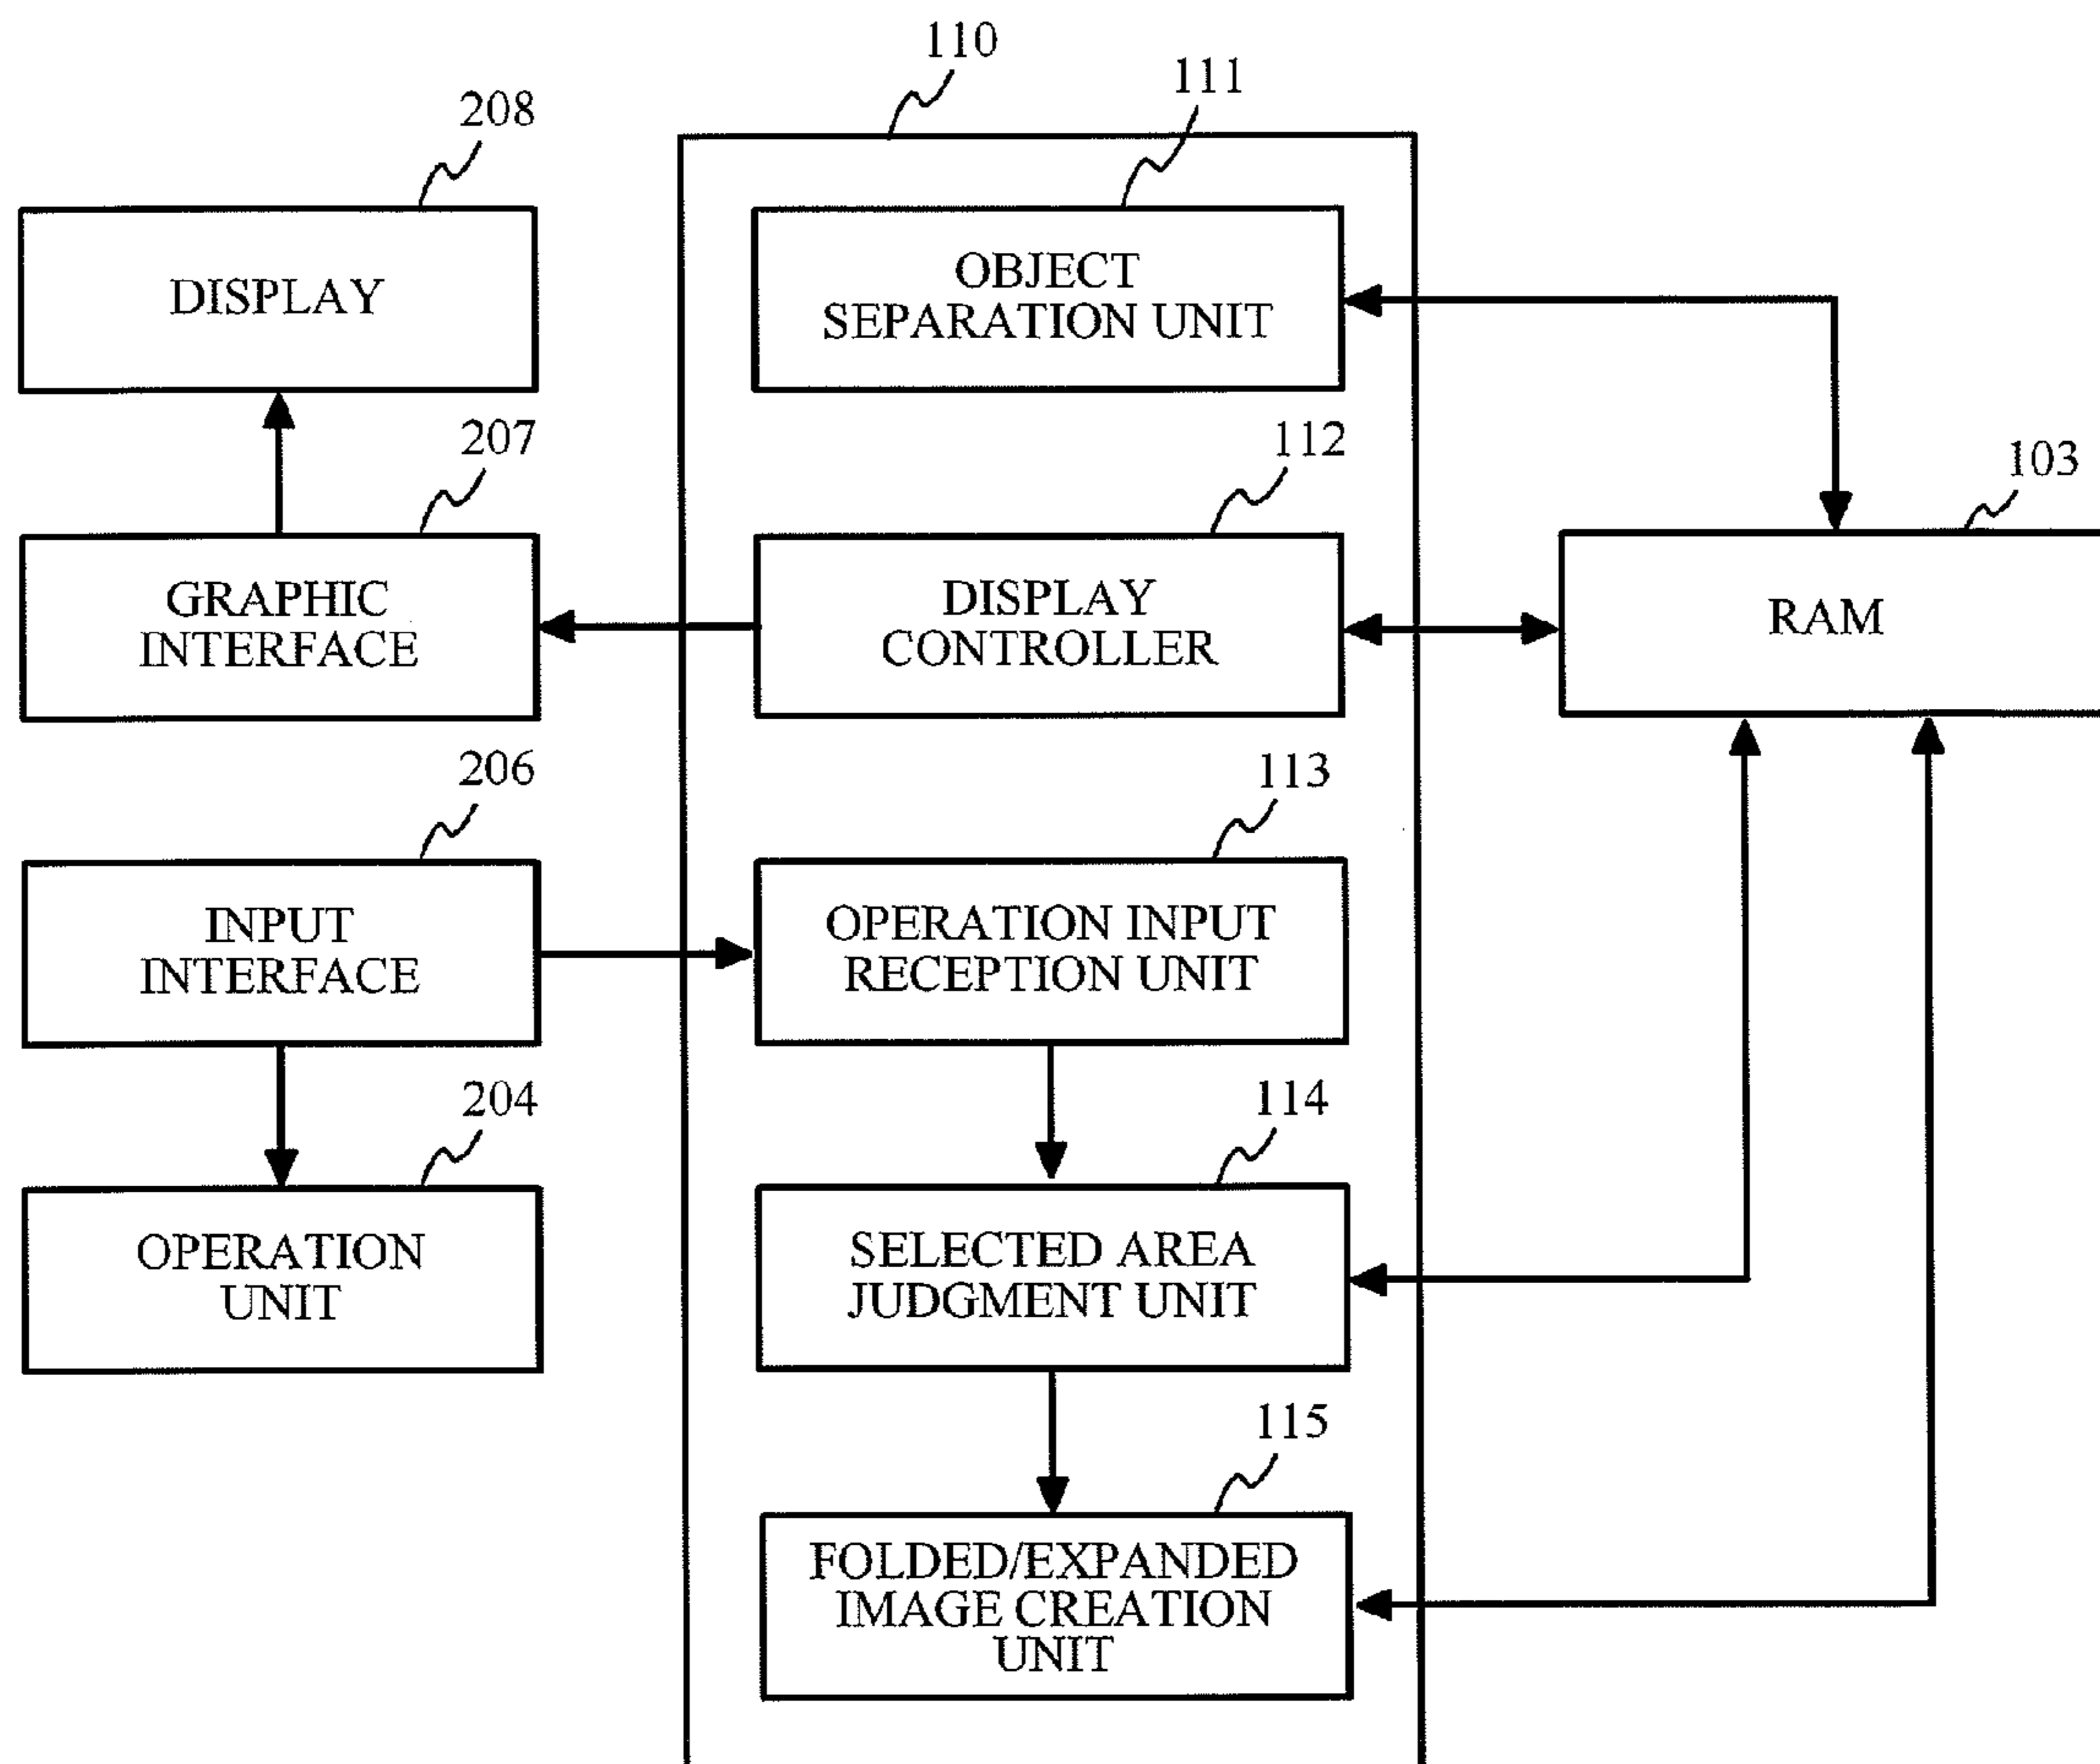 110
111
208
DISPLAY
OBJECT
SEPARATION UNIT
207
112
103
GRAPHIC
INTERFACE
DISPLAY
CONTROLLER
RAM
206
113
INPUT
INTERFACE
OPERATION INPUT
RECEPTION UNIT
204
114
OPERATION
UNIT
SELECTED AREA
JUDGMENT UNIT
115
FOLDED/EXPANDED
IMAGE CREATION
UNIT